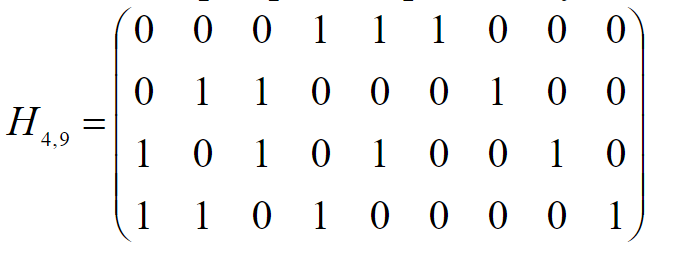 0 0 0 1 1 1 0 0 0
0 1 1 0 0 0 1 0 0
H4,9 =
1 0 1 0 1 0 0 1 0
1 1 0 1 0 0 0 0 1